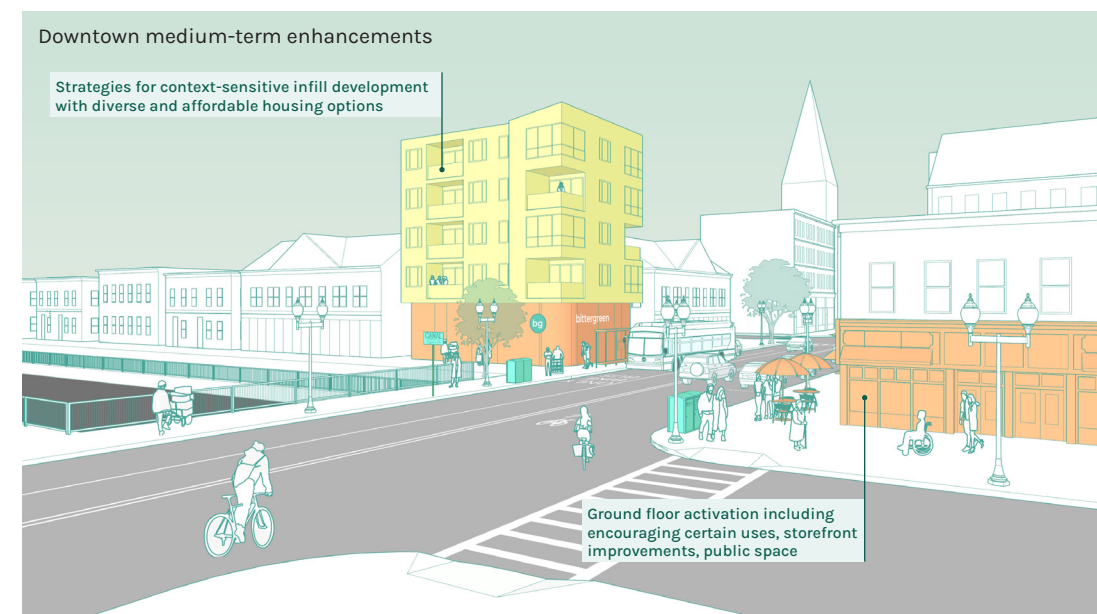 Downtown medium-term enhancements
Strategies for context-sensitive infill development
with diverse and affordable housing options
bg
bittergreen
Ground floor activation including
encouraging certain uses, storefront
improvements, public space